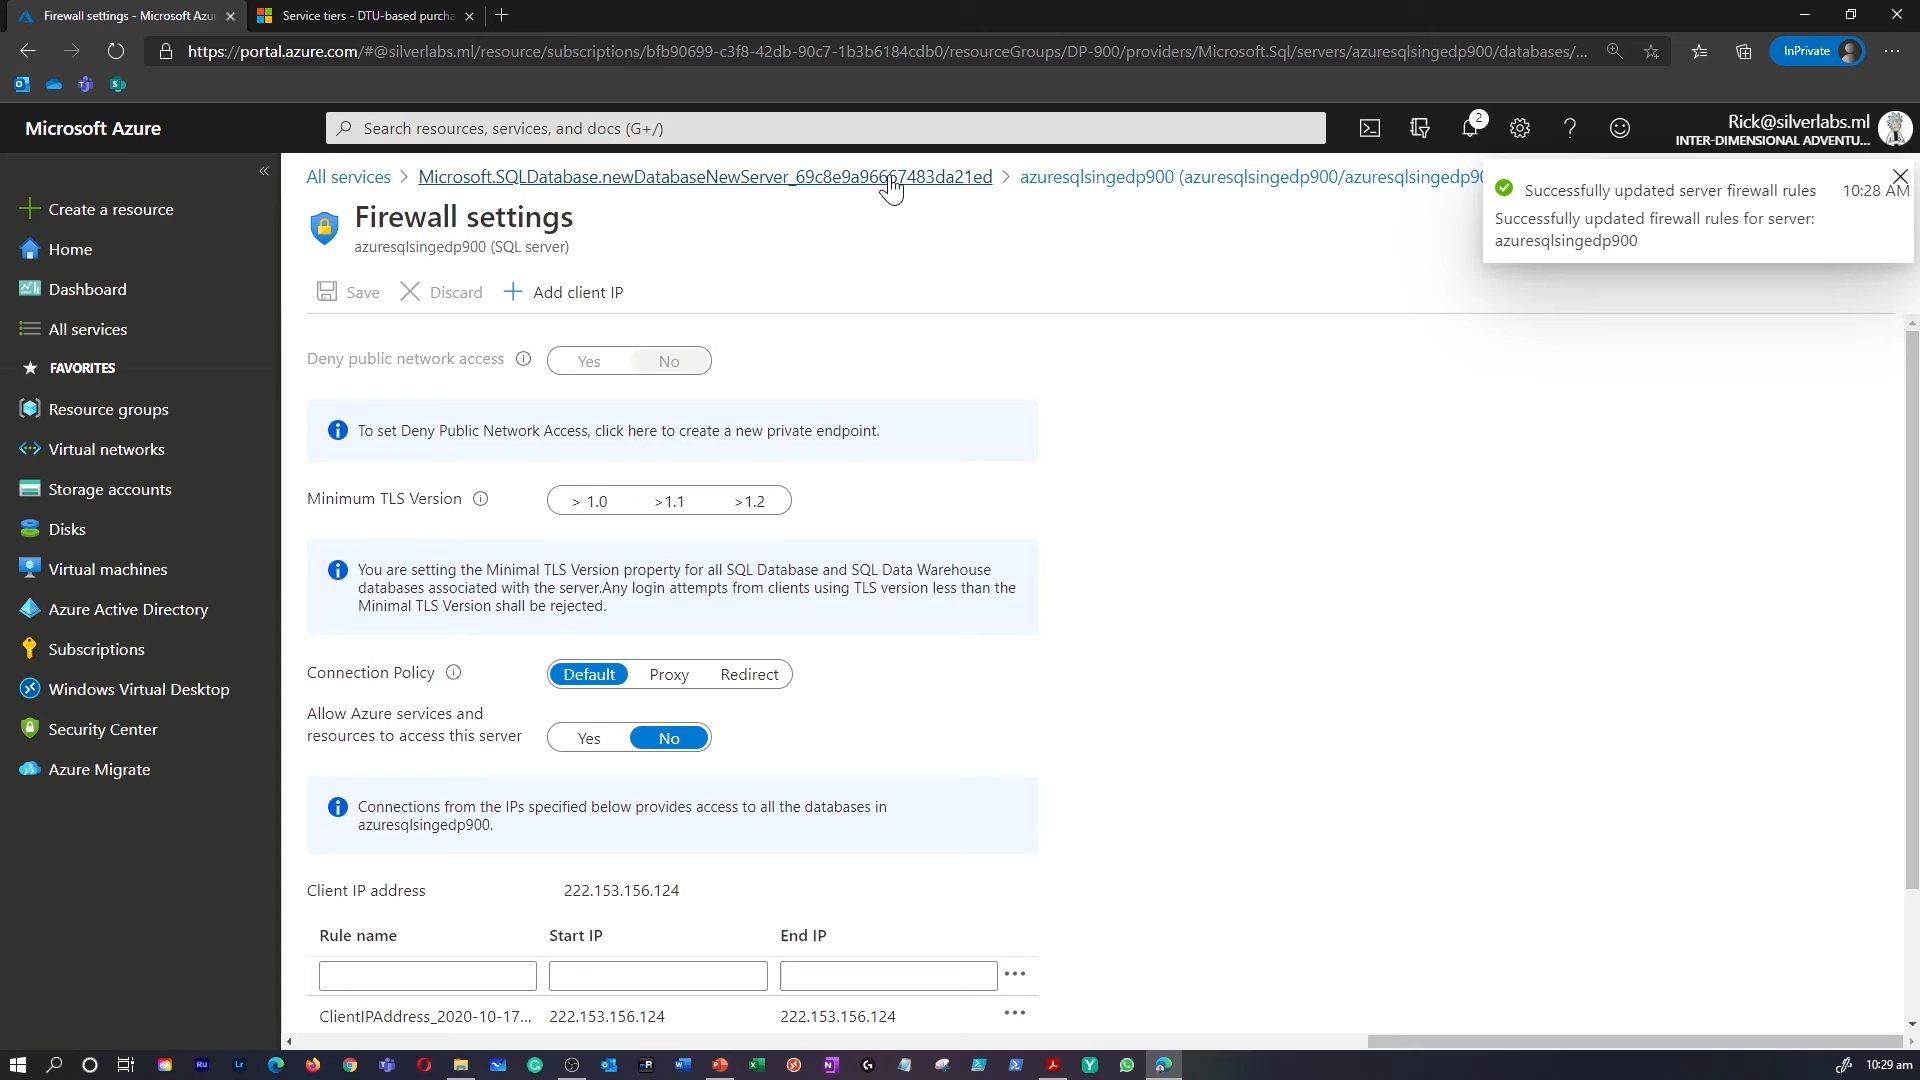 Firewall settings - Microsoft Azu
Service tiers - DTU-based purcha
https://portal.azure.com/#@silverlabs.ml/resource/subscriptions/bfb90699-c3f8-42db-90c7-1b3b6184cdb0/resourceGroups/DP-900/providers/Microsoft.Sql/servers/azuresqlsingedp900/databases/...
InPrivate
Microsoft Azure
Search resources, services, and docs (G+/)
2
Rick@silverlabs.ml
INTER-DIMENSIONAL ADVENTU...
All services > Microsoft.SQLDatabase.newDatabaseNewServer_69c8e9a96667483da21ed > azuresqlsingedp900 (azuresqlsingedp900/azuresqlsingedp90
Successfully updated server firewall rules 10:28 AM
Successfully updated firewall rules for server:
azuresqlsingedp900
Create a resource
Home
Dashboard
All services
FAVORITES
Resource groups
Virtual networks
Storage accounts
Disks
Virtual machines
Azure Active Directory
Subscriptions
Windows Virtual Desktop
Security Center
Azure Migrate
Firewall settings
azuresqlsingedp900 (SQL server)
Save Discard Add client IP
Deny public network access Yes No
To set Deny Public Network Access, click here to create a new private endpoint.
Minimum TLS Version > 1.0 >1.1 >1.2
You are setting the Minimal TLS Version property for all SQL Database and SQL Data Warehouse
databases associated with the server.Any login attempts from clients using TLS version less than the
Minimal TLS Version shall be rejected.
Connection Policy Default Proxy Redirect
Allow Azure services and
resources to access this server Yes No
Connections from the IPs specified below provides access to all the databases in
azuresqlsingedp900.
Client IP address 222.153.156.124
Rule name Start IP End IP
ClientIPAddress_2020-10-17... 222.153.156.124 222.153.156.124
10:29 am